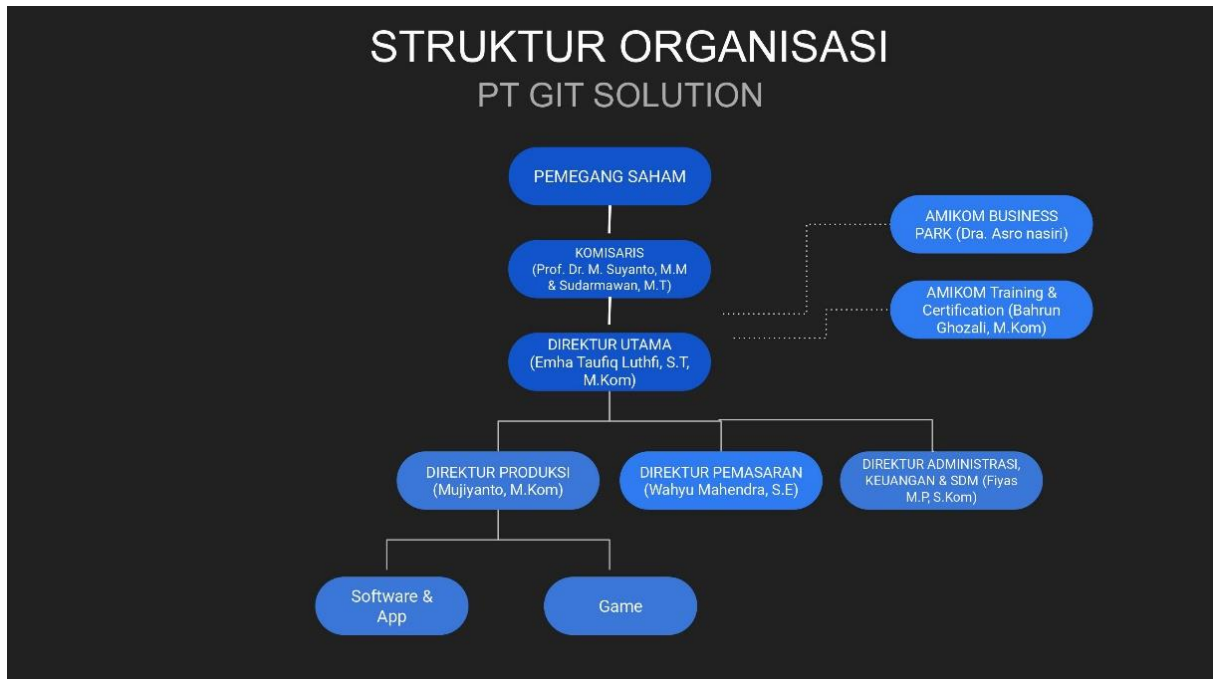 STRUKTUR ORGANISASI
PT GIT SOLUTION
PEMEGANG SAHAM
KOMISARIS
(Prof. Dr. M. Suyanto, M.M
& Sudarmawan, M.T)
AMIKOM BUSINESS
PARK (Dra. Asro nasiri)
AMIKOM Training &
Certification (Bahrun
Ghozali, M.Kom)
DIREKTUR UTAMA
(Emha Taufiq Luthfi, S.T,
M.Kom)
DIREKTUR PRODUKSI
(Mujiyanto, M.Kom)
DIREKTUR PEMASARAN
(Wahyu Mahendra, S.E)
DIREKTUR ADMINISTRASI,
KEUANGAN & SDM (Fiyas
M.P, S.Kom)
Software &
App
Game